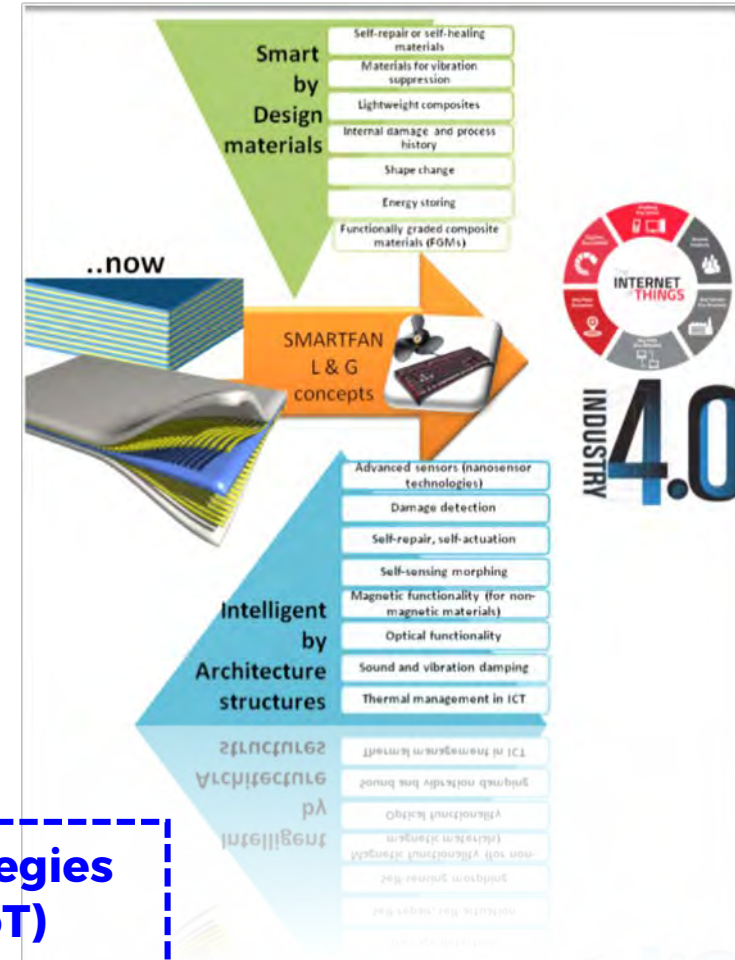 Smart
by
Design
materials
Self-repair or self-healing
materials
Materials for vibration
suppression
Lightweight composites
Internal damage and process
history
Shape change
Energy storing
Functionally graded composite
materials (FGMs)
..now
SMARTFAN
L & G
concepts
The
INTERNET
THINGS
INDUSTRY
4.0
Intelligent
by
Architecture
structures
Advanced sensors (nanosensor
technologies)
Damage detection
Self-repair, self-actuation
Self-sensing morphing
Magnetic functionality (for non-
magnetic materials)
Optical functionality
Sound and vibration damping
Thermal management in ICT
egies
oT)